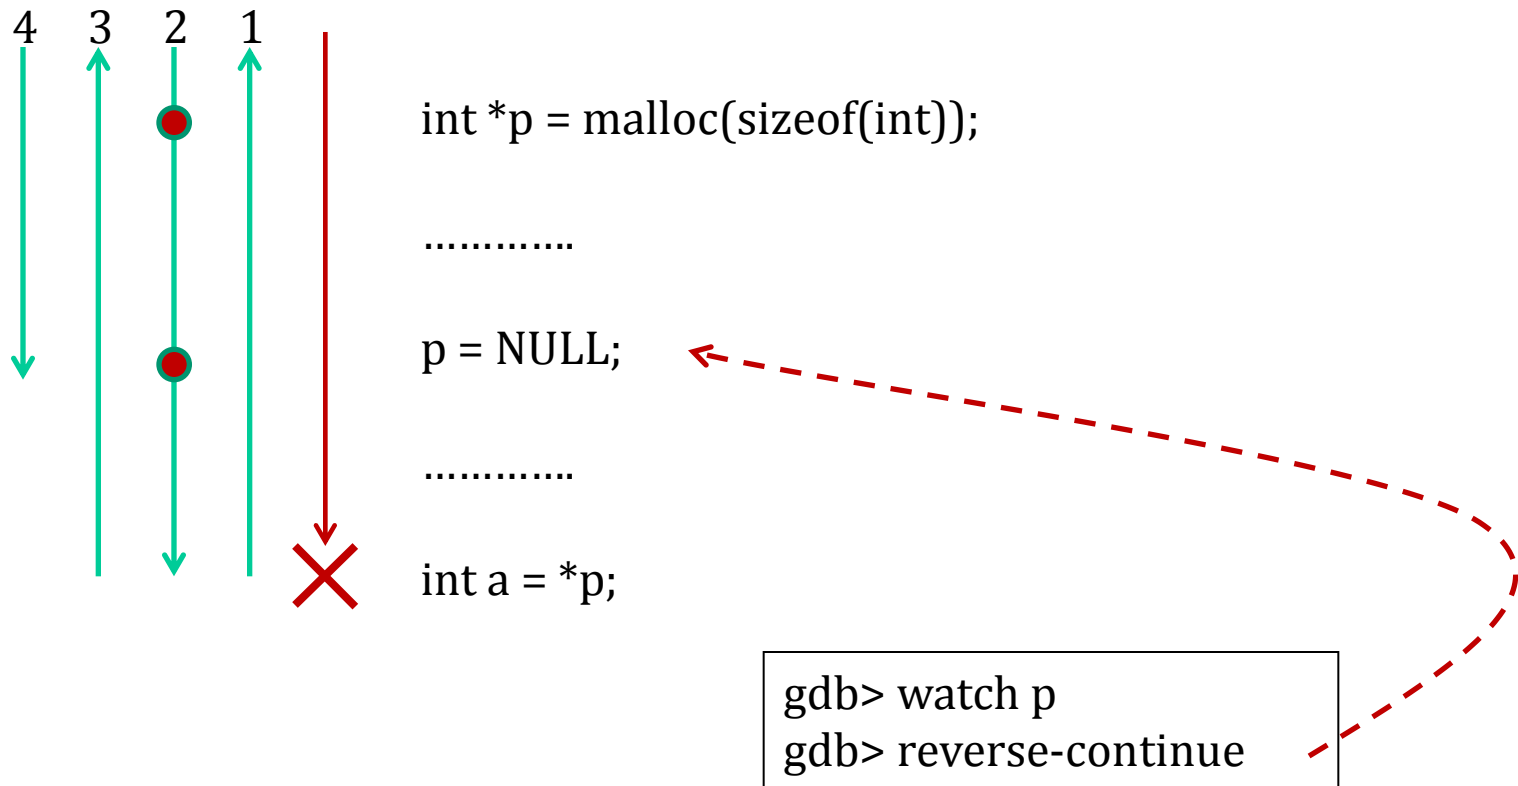 4 3 2 1
int *p = malloc(sizeof(int));
.............
p = NULL;
.............
int a = *p;
gdb> watch p
gdb> reverse-continue